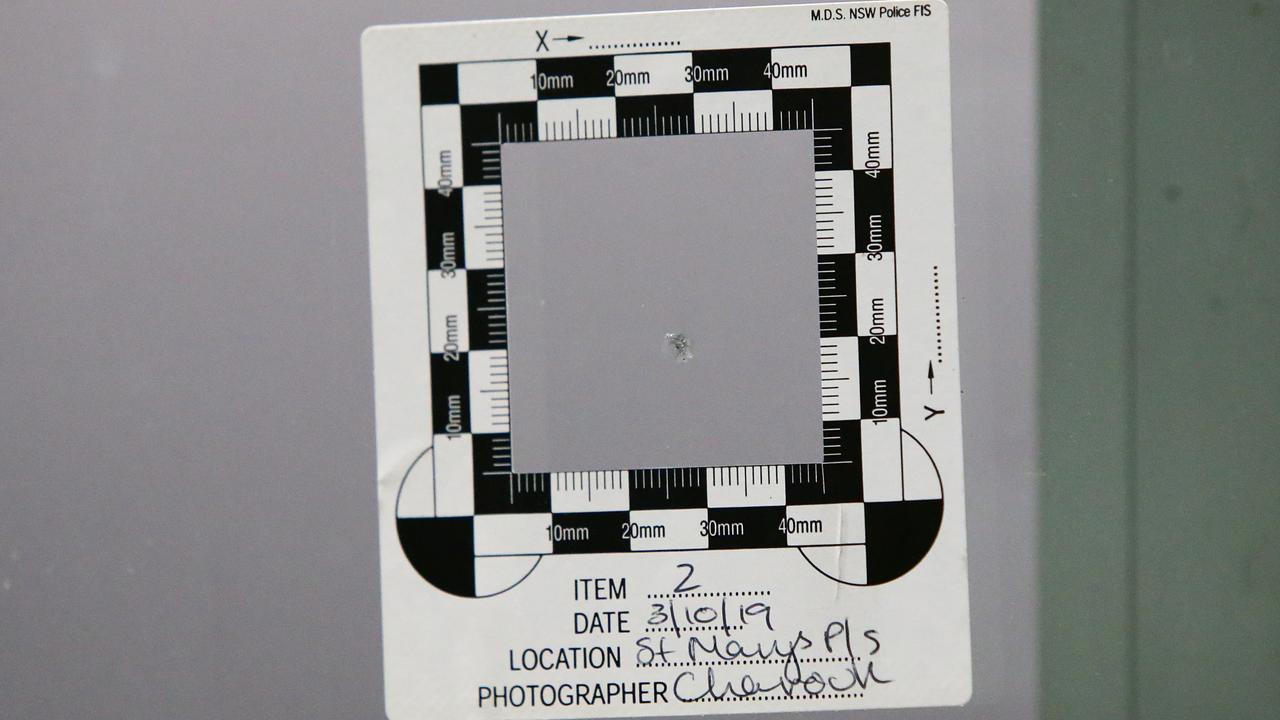 M.D.S. NSW Police FIS
X
10mm 20mm 30mm 40mm
40mm 40mm
30mm 30mm
20mm 20mm
10mm 10mm
Y
10mm 20mm 30mm 40mm
ITEM 2
DATE 3/10/19
LOCATION St Marys P/S
PHOTOGRAPHER